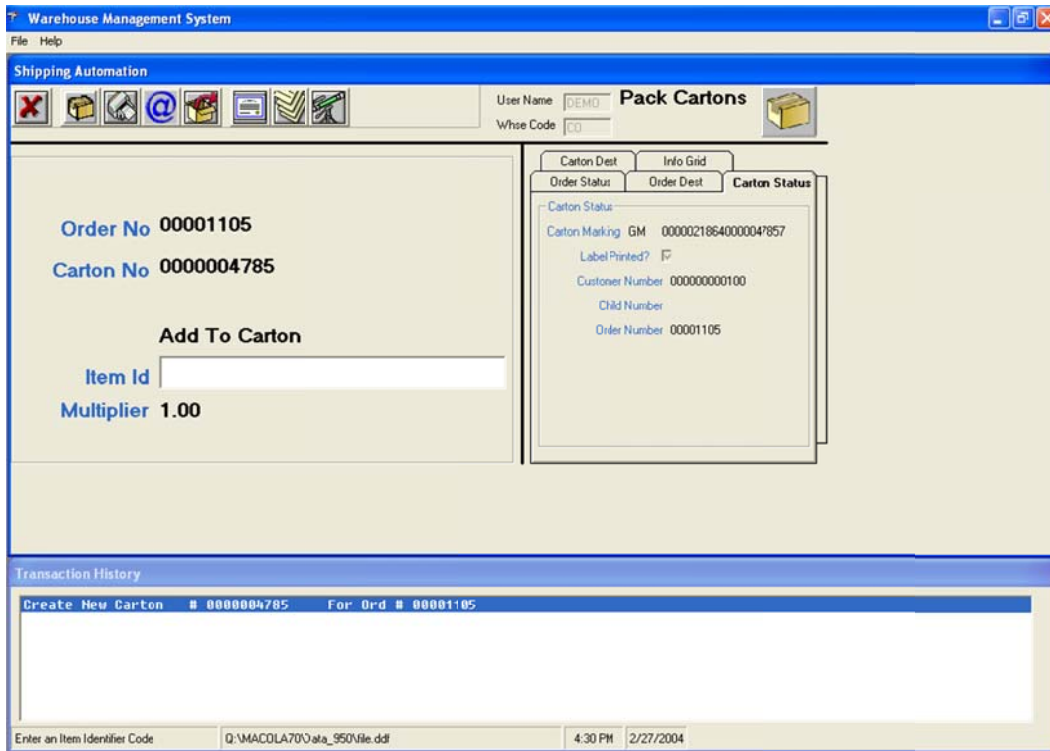 Warehouse Management System
File Help
Shipping Automation
User Name DEMO Pack Cartons
Whse Code CO
Carton Dest Info Grid
Order Status Order Dest Carton Status
Order No 00001105
Carton No 0000004785
Add To Carton
Item Id
Multiplier 1.00
Carton Status
Carton Marking GM 00000218640000047857
Label Printed?
Customer Number 000000000100
Child Number
Order Number 00001105
Transaction History
Create New Carton # 0000004785 For Ord # 00001105
Enter an Item Identifier Code Q:\MACOLA70\Data_950\file.ddf 4:30 PM 2/27/2004